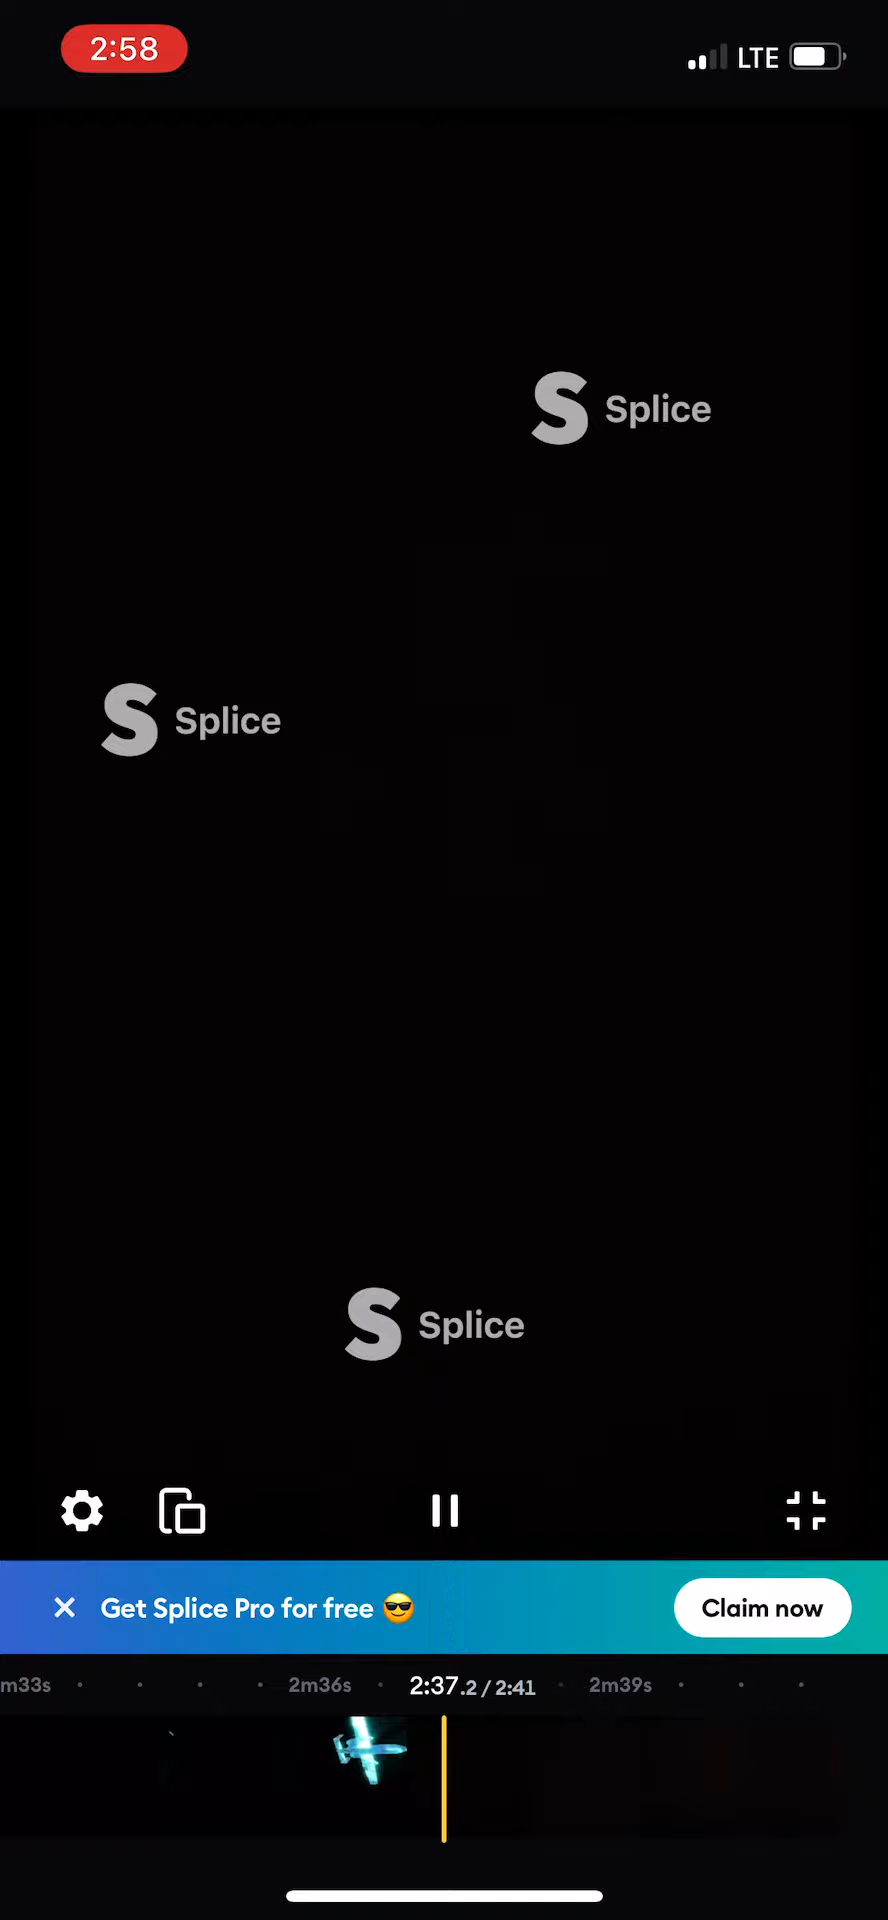 2:58 LTE
S Splice
S Splice
S Splice
Get Splice Pro for free 😎 Claim now
m33s 2m36s 2:37.2 / 2:41 2m39s